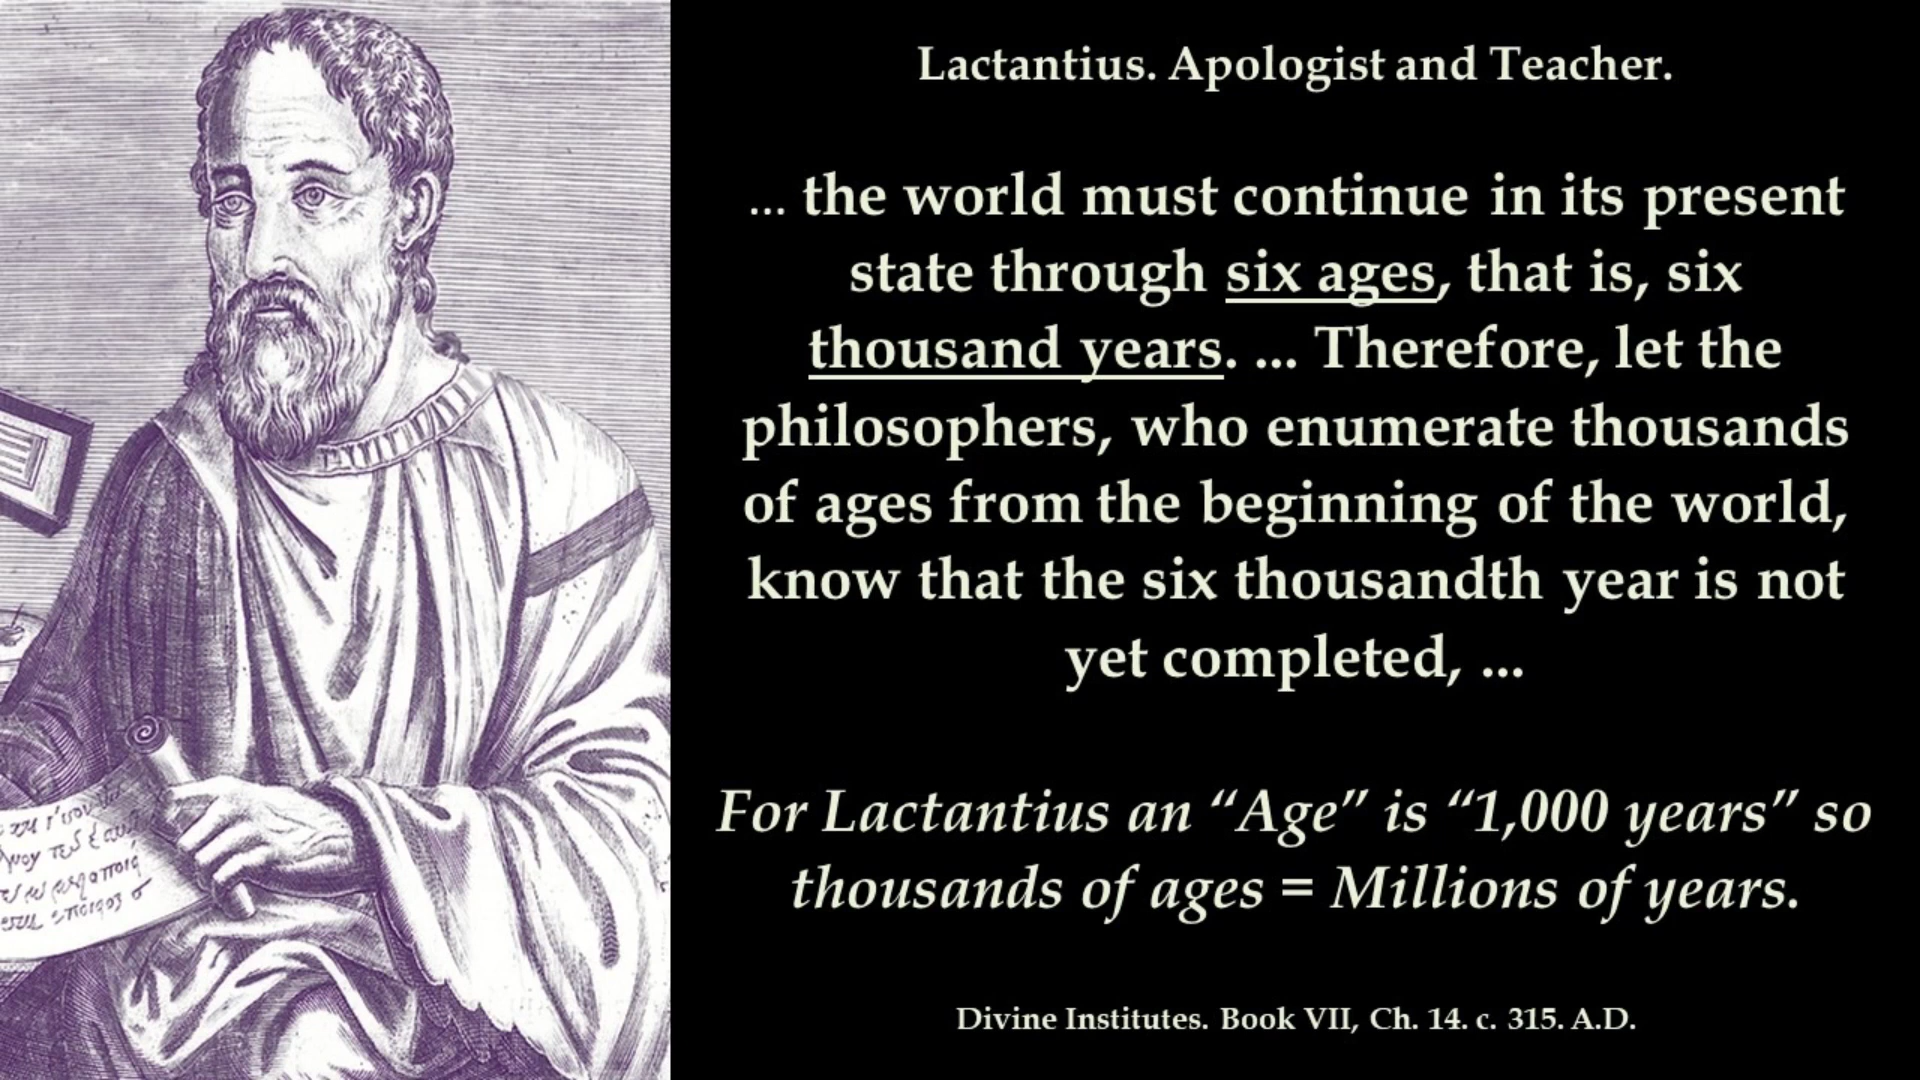 Lactantius. Apologist and Teacher.
... the world must continue in its present
state through six ages, that is, six
thousand years. ... Therefore, let the
philosophers, who enumerate thousands
of ages from the beginning of the world,
know that the six thousandth year is not
yet completed, ...
For Lactantius an “Age” is “1,000 years” so
thousands of ages = Millions of years.
Divine Institutes. Book VII, Ch. 14. c. 315. A.D.